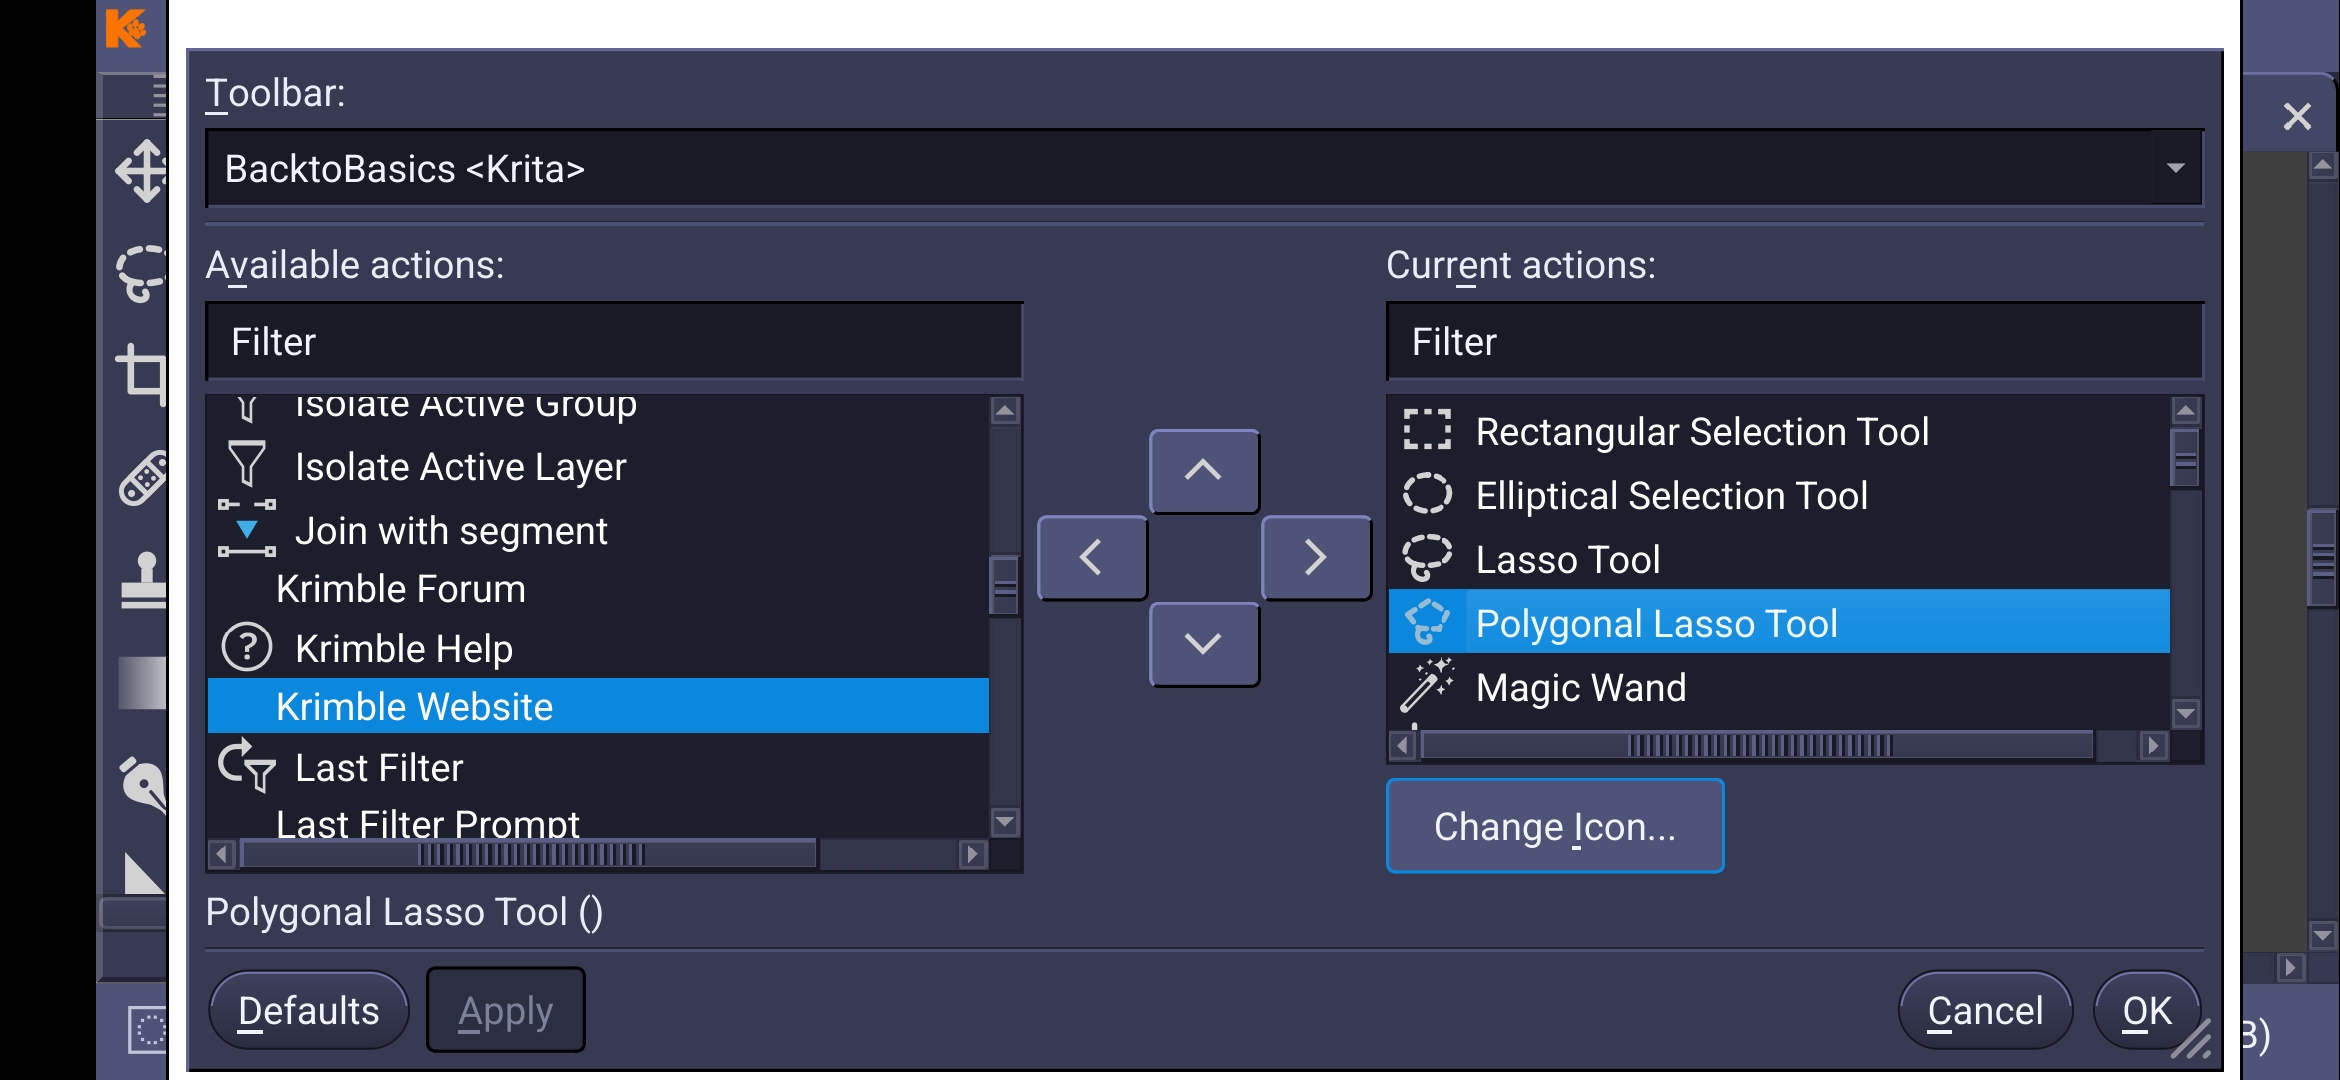 Toolbar:
BacktoBasics <Krita>
Available actions:
Filter
Isolate Active Group
Isolate Active Layer
Join with segment
Krimble Forum
Krimble Help
Krimble Website
Last Filter
Last Filter Prompt
Current actions:
Filter
Rectangular Selection Tool
Elliptical Selection Tool
Lasso Tool
Polygonal Lasso Tool
Magic Wand
Change Icon...
Polygonal Lasso Tool ()
Defaults
Apply
Cancel
OK